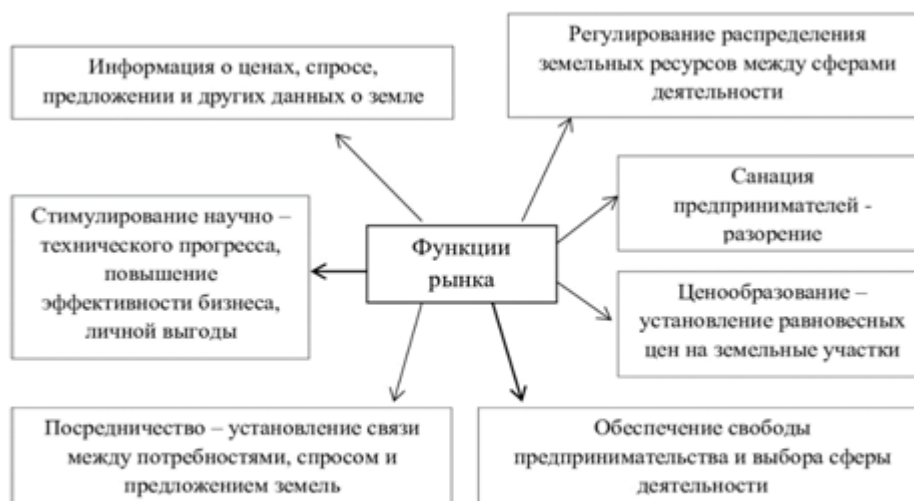 Информация о ценах, спросе,
предложении и других данных о земле
Регулирование распределения
земельных ресурсов между сферами
деятельности
Стимулирование научно –
технического прогресса,
повышение
эффективности бизнеса,
личной выгоды
Функции
рынка
Санация
предпринимателей -
разорение
Ценообразование –
установление равновесных
цен на земельные участки
Посредничество – установление связи
между потребностями, спросом и
предложением земель
Обеспечение свободы
предпринимательства и выбора сферы
деятельности